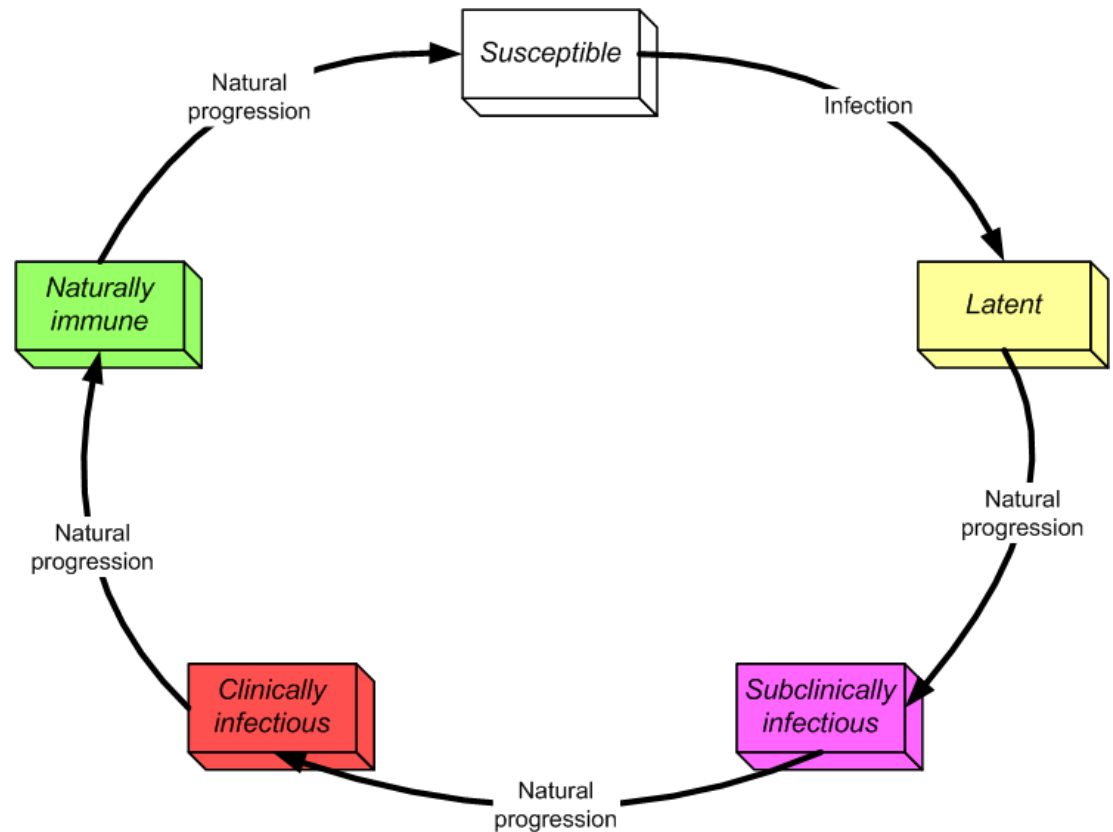 Susceptible
Infection
Latent
Natural
progression
Subclinically
infectious
Natural
progression
Clinically
infectious
Natural
progression
Naturally
immune
Natural
progression